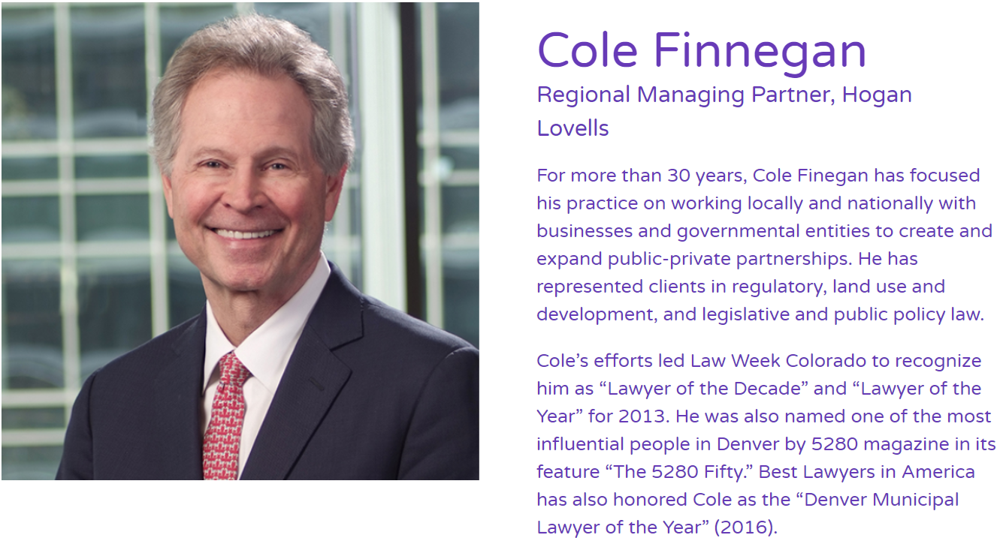 Cole Finnegan
Regional Managing Partner, Hogan
Lovells
For more than 30 years, Cole Finegan has focused
his practice on working locally and nationally with
businesses and governmental entities to create and
expand public-private partnerships. He has
represented clients in regulatory, land use and
development, and legislative and public policy law.
Cole’s efforts led Law Week Colorado to recognize
him as “Lawyer of the Decade” and “Lawyer of the
Year” for 2013. He was also named one of the most
influential people in Denver by 5280 magazine in its
feature “The 5280 Fifty.” Best Lawyers in America
has also honored Cole as the “Denver Municipal
Lawyer of the Year” (2016).